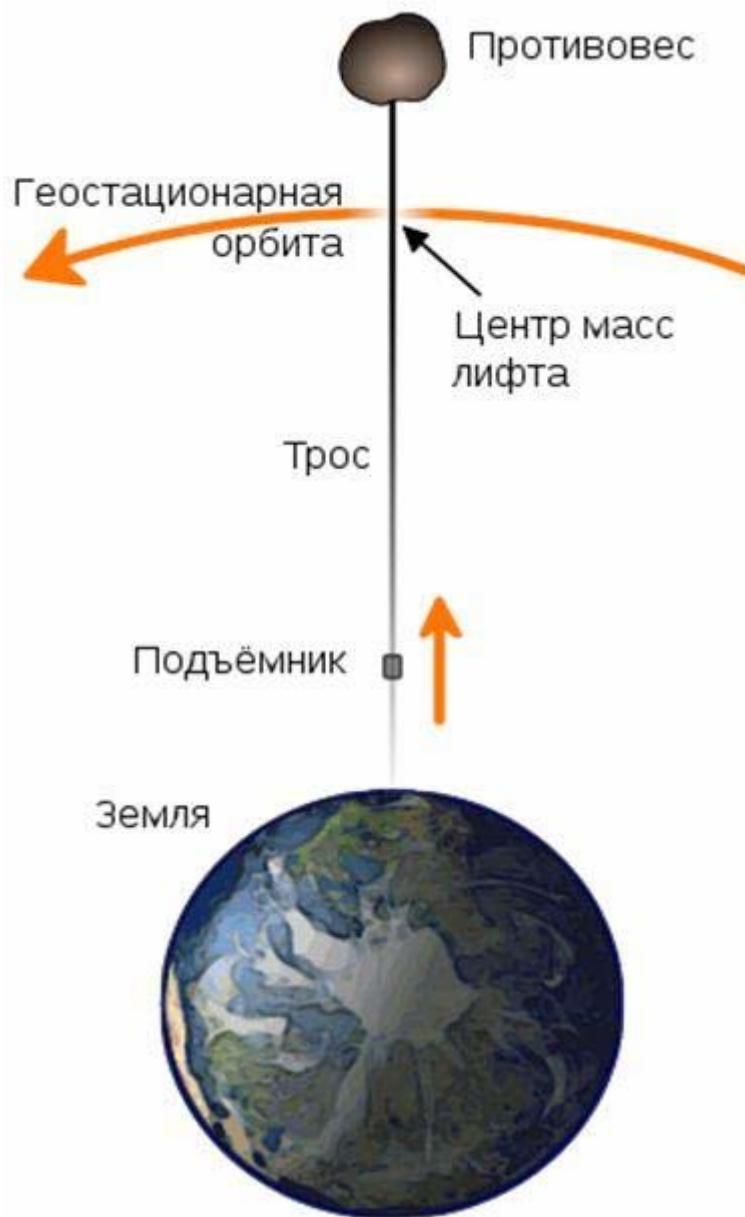 Противовес
Геостационарная
орбита
Центр масс
лифта
Трос
Подъёмник
Земля